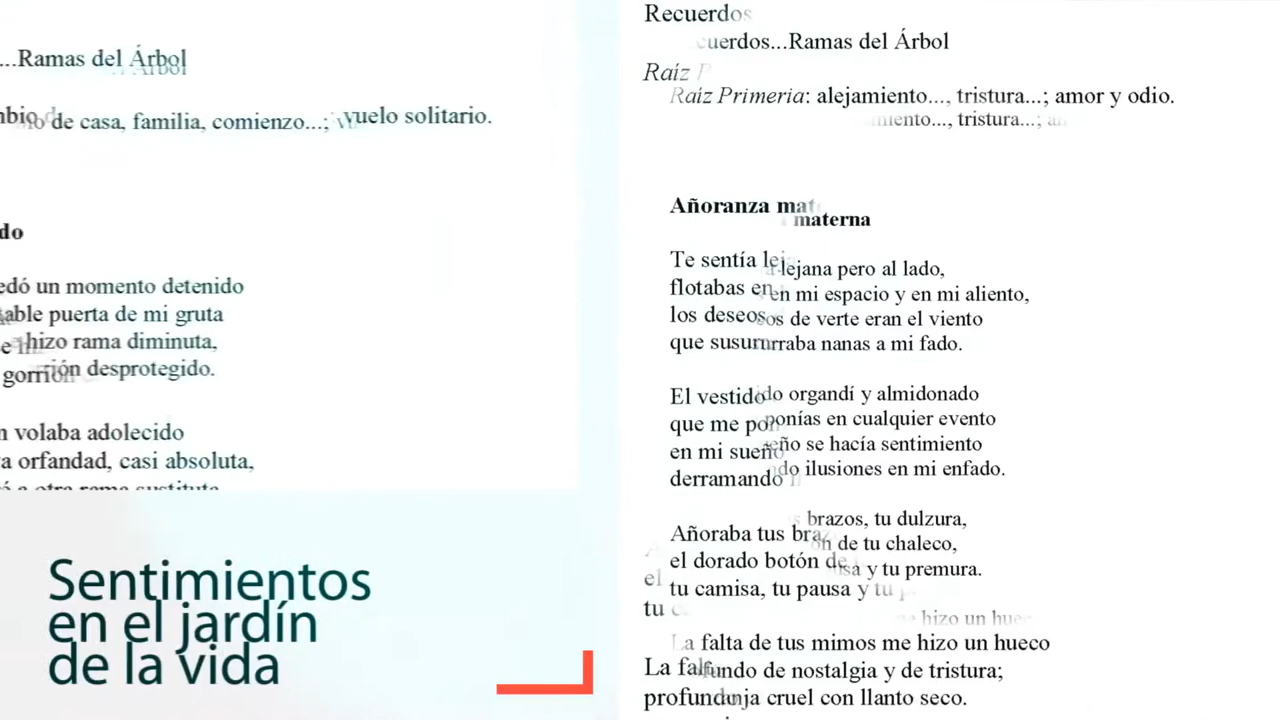 ...Ramas del Árbol
de casa, familia, comienzo...; vuelo solitario.
un momento detenido
puerta de mi gruta
hizo rama diminuta,
gorrión desprotegido.
volaba adolecido
orfandad, casi absoluta,
Sentimientos
en el jardín
de la vida
Recuerdos...Ramas del Árbol
Raíz Primeria: alejamiento..., tristura...; amor y odio.
Añoranza materna
Te sentía lejana pero al lado,
flotabas en mi espacio y en mi aliento,
los deseos de verte eran el viento
que susurraba nanas a mi fado.
El vestido organdí y almidonado
que me ponías en cualquier evento
en mi sueño se hacía sentimiento
derramando ilusiones en mi enfado.
Añoraba tus brazos, tu dulzura,
el dorado botón de tu chaleco,
tu camisa, tu pausa y tu premura.
La falta de tus mimos me hizo un hueco
profundo de nostalgia y de tristura;
cruel con llanto seco.